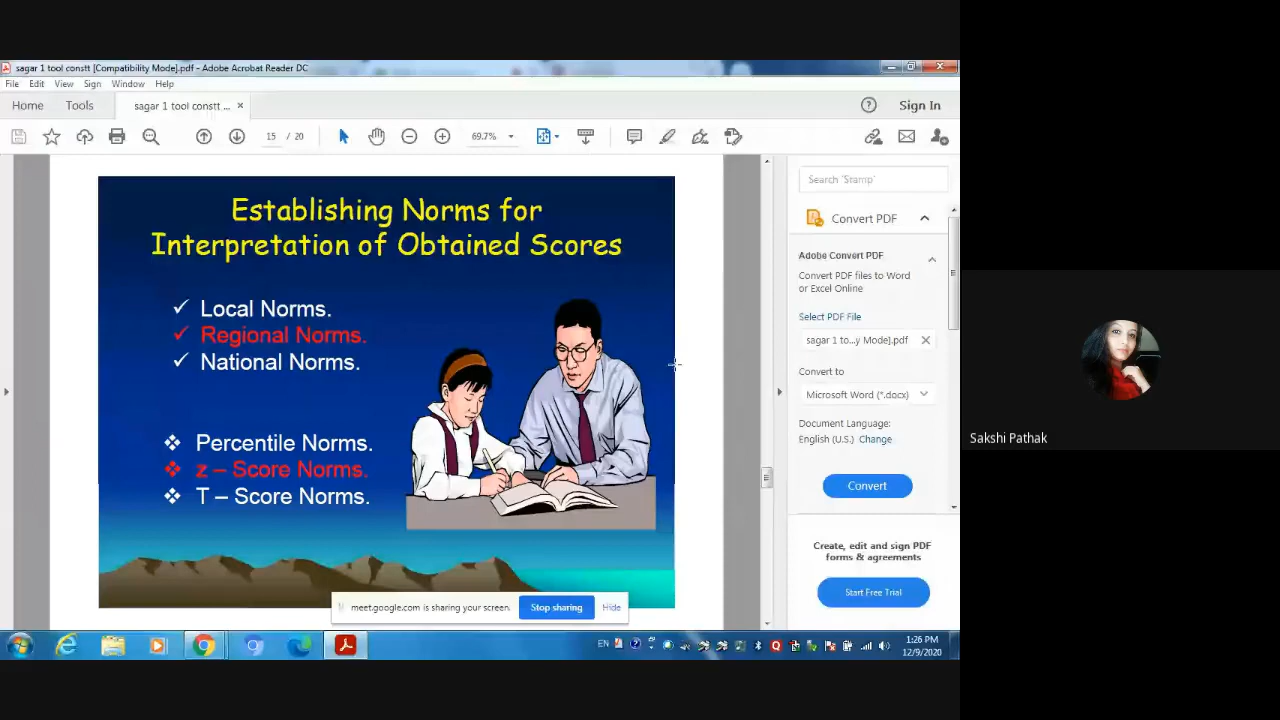 sagar 1 tool constt [Compatibility Mode].pdf - Adobe Acrobat Reader DC
File Edit View Sign Window Help
Home Tools sagar 1 tool constt ... × Sign In
15 / 20 69.7%
Establishing Norms for
Interpretation of Obtained Scores
✓ Local Norms.
✓ Regional Norms.
✓ National Norms.
❖ Percentile Norms.
❖ z – Score Norms.
❖ T – Score Norms.
Search 'Stamp'
Convert PDF
Adobe Convert PDF
Convert PDF files to Word
or Excel Online
Select PDF File
sagar 1 to...y Mode].pdf
Convert to
Microsoft Word (*.docx)
Document Language:
English (U.S.) Change
Convert
Create, edit and sign PDF
forms & agreements
Start Free Trial
meet.google.com is sharing your screen. Stop sharing Hide
EN
1:26 PM
12/9/2020
Sakshi Pathak